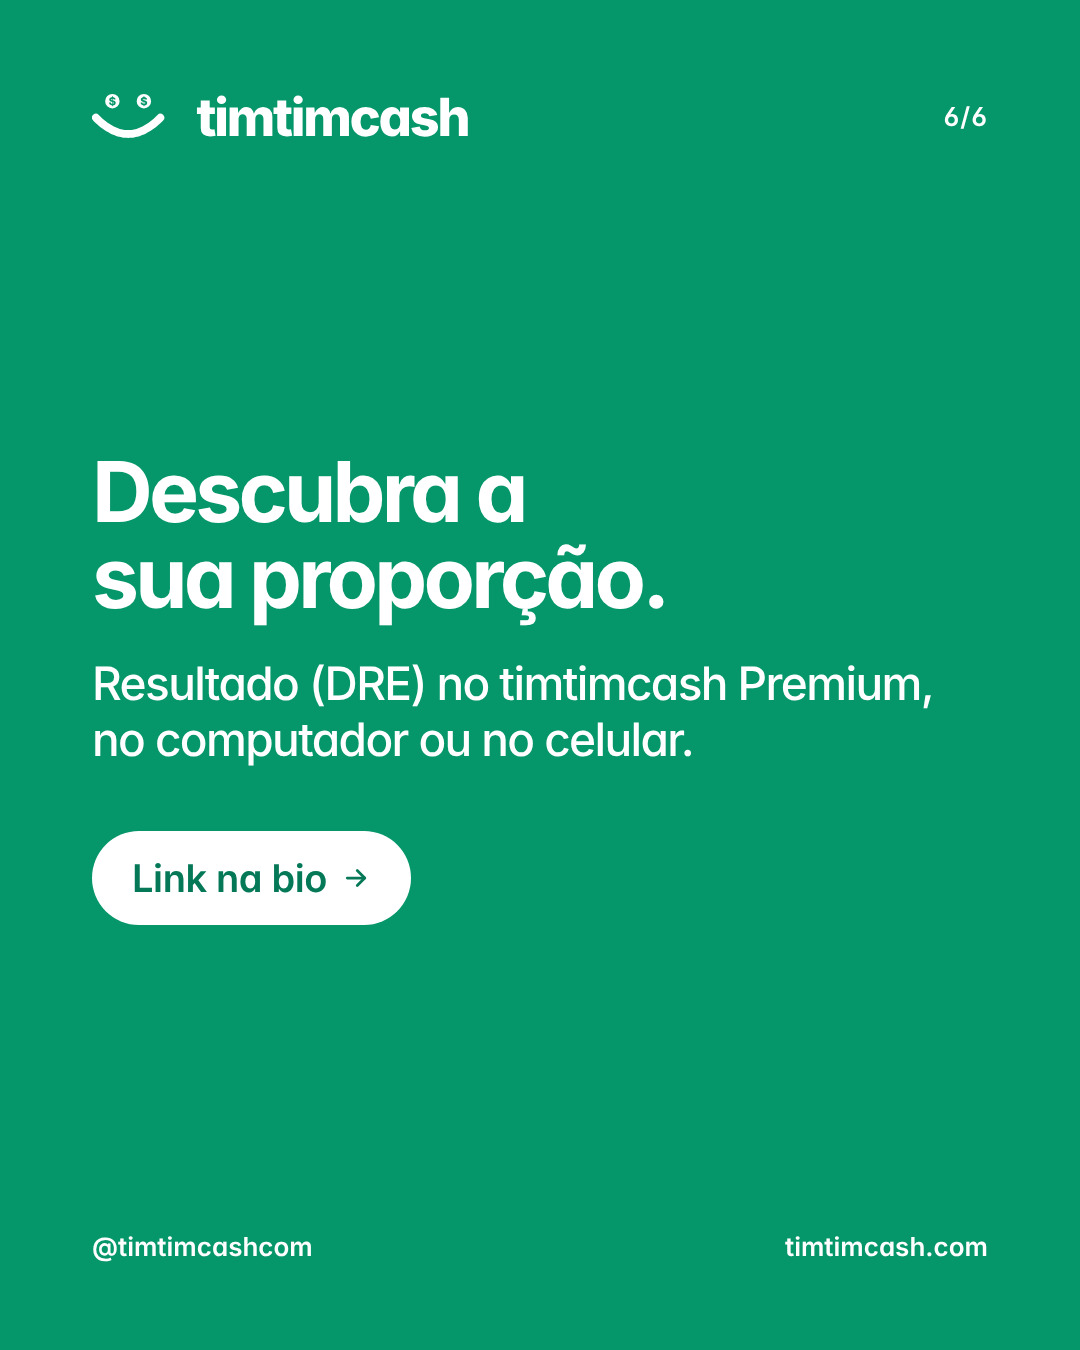 timtimcash
6/6
Descubra a
sua proporção.
Resultado (DRE) no timtimcash Premium,
no computador ou no celular.
Link na bio →
@timtimcashcom
timtimcash.com